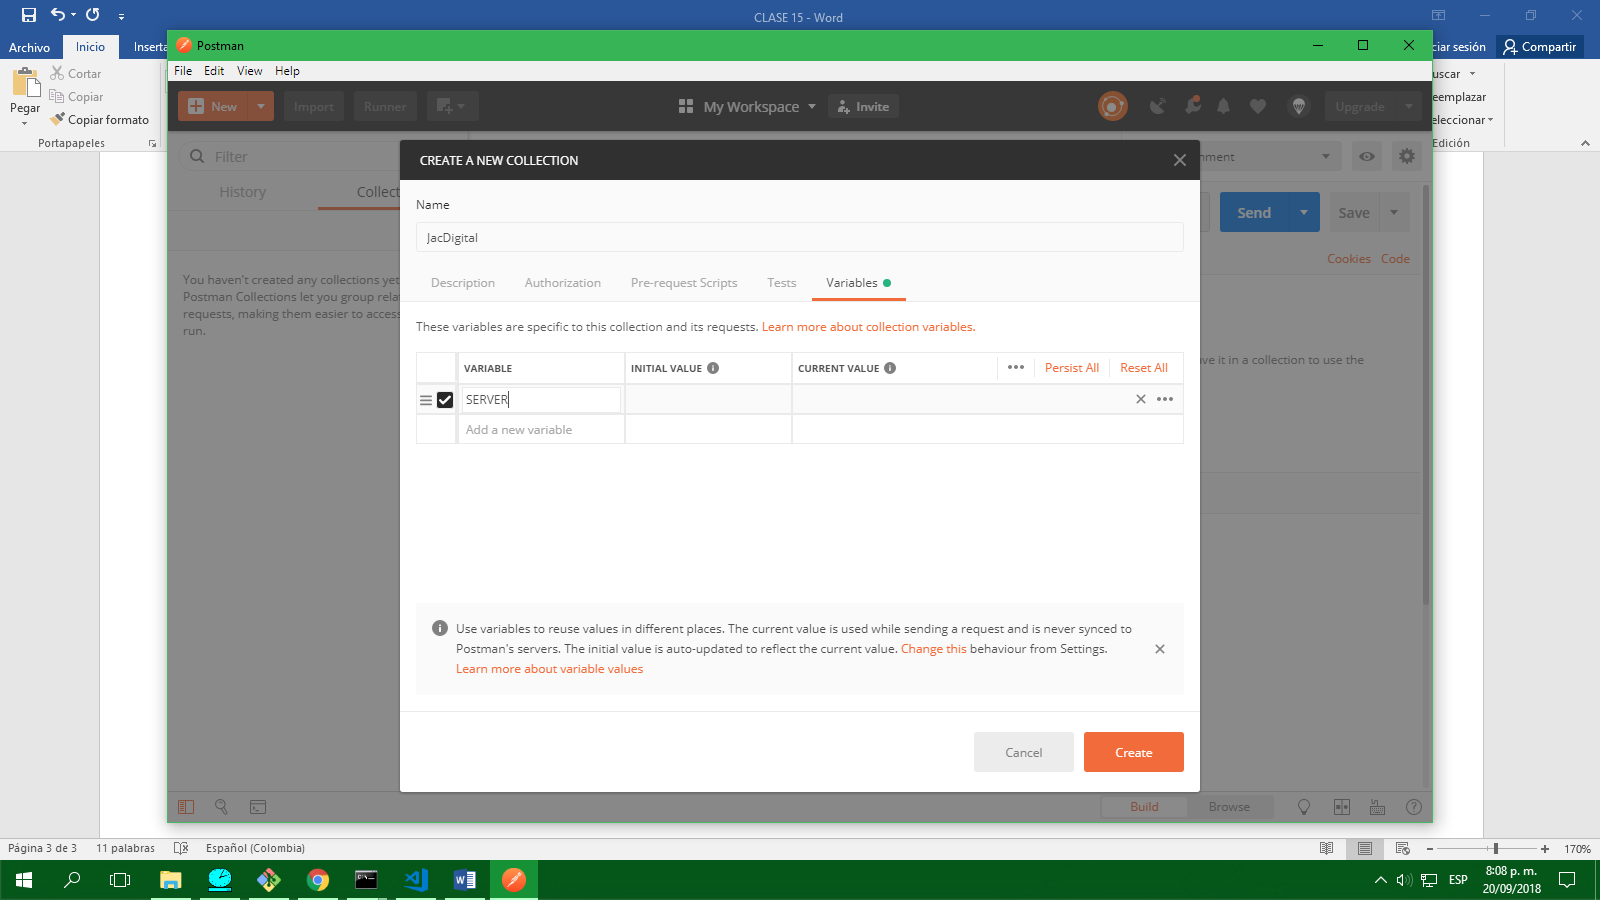 CLASE 15 - Word
Archivo
Inicio
Inserta
ciar sesión
Compartir
Pegar
Cortar
Copiar
Copiar formato
Portapapeles
uscar
eemplazar
eleccionar
Edición
Postman
File Edit View Help
New
Import
Runner
My Workspace
Invite
Upgrade
Filter
nment
History
Collect
Send
Save
Cookies Code
You haven't created any collections yet
Postman Collections let you group rela
requests, making them easier to access
run.
ve it in a collection to use the
CREATE A NEW COLLECTION
Name
JacDigital
Description
Authorization
Pre-request Scripts
Tests
Variables
These variables are specific to this collection and its requests. Learn more about collection variables.
VARIABLE
INITIAL VALUE
CURRENT VALUE
Persist All
Reset All
SERVER
Add a new variable
Use variables to reuse values in different places. The current value is used while sending a request and is never synced to
Postman's servers. The initial value is auto-updated to reflect the current value. Change this behaviour from Settings.
Learn more about variable values
Cancel
Create
Build
Browse
Página 3 de 3
11 palabras
Español (Colombia)
170%
ESP
8:08 p. m.
20/09/2018